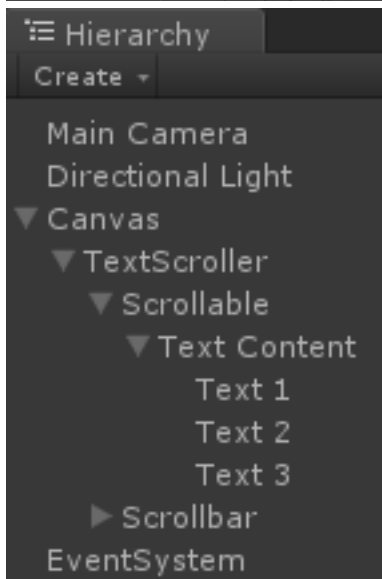 Hierarchy
Create
Main Camera
Directional Light
Canvas
TextScroller
Scrollable
Text Content
Text 1
Text 2
Text 3
Scrollbar
EventSystem